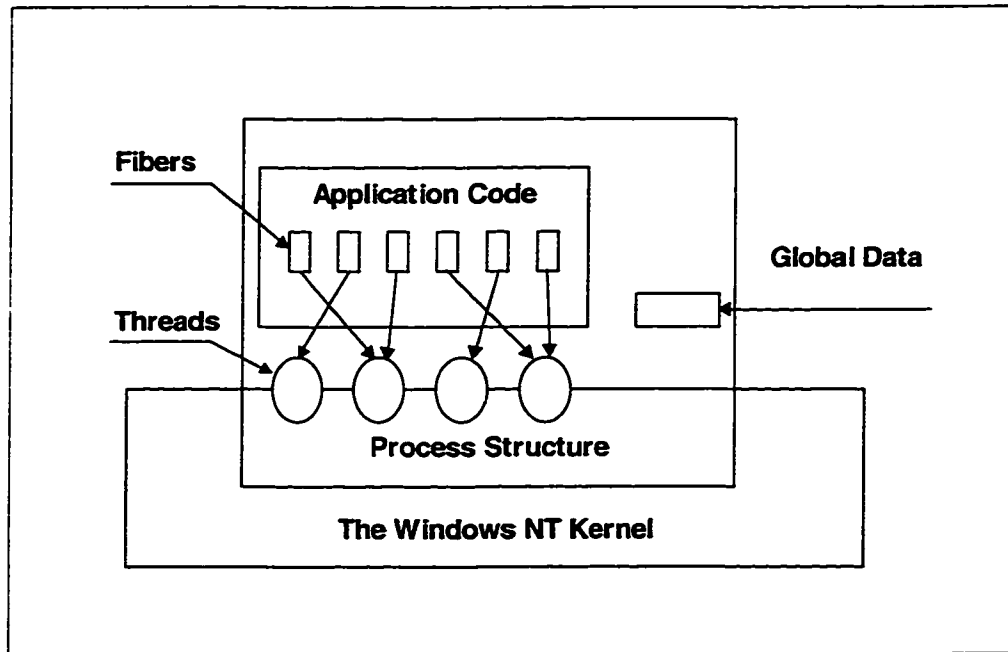 Fibers
Application Code
Global Data
Threads
Process Structure
The Windows NT Kernel